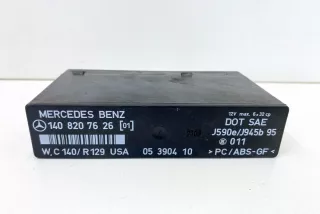 MERCEDES BENZ
140 820 76 26 [01]
W,C 140/R129 USA
05 3904 10
12V max. 6x32 cp
DOT SAE
J590e/J945b 95
011
>PC/ABS-GF<